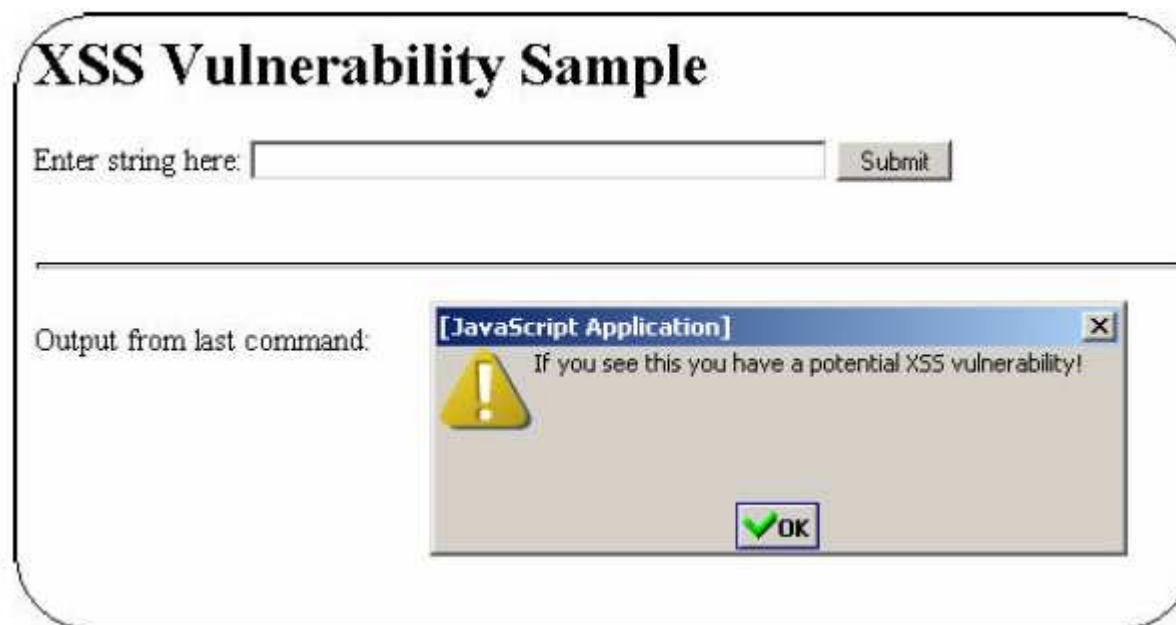 XSS Vulnerability Sample
Enter string here: Submit
Output from last command:
[JavaScript Application]
If you see this you have a potential XSS vulnerability!
OK